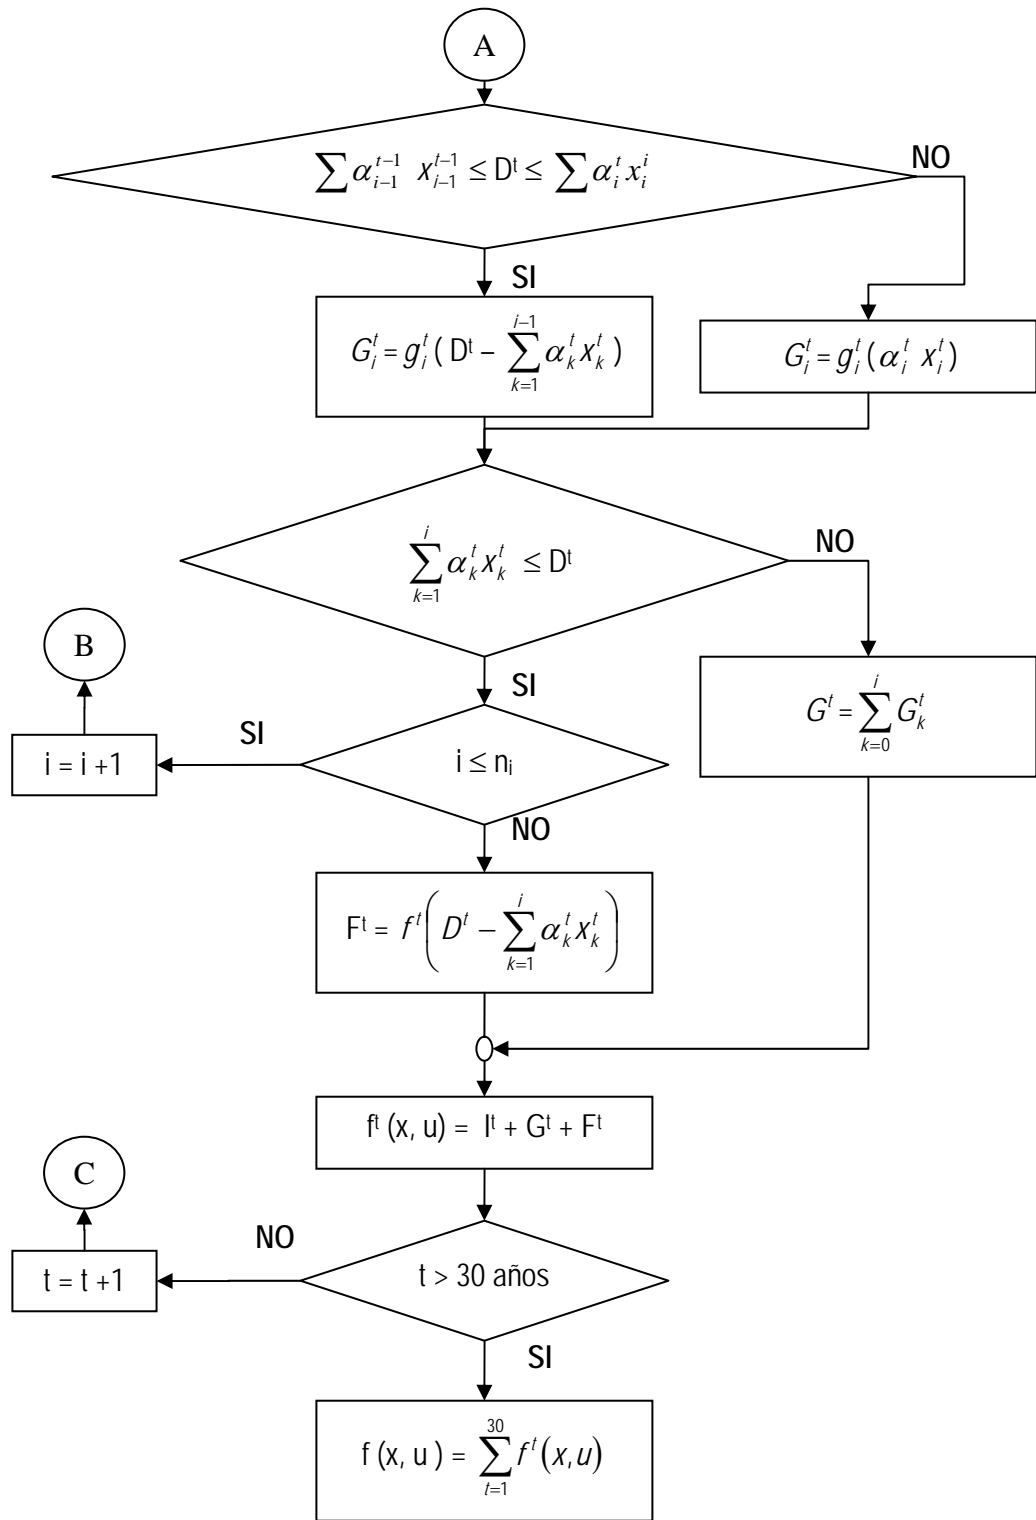 A
∑ α_{i-1}^{t-1} x_{i-1}^{t-1} ≤ D^t ≤ ∑ α_i^t x_i^i
NO
SI
G_i^t = g_i^t ( D^t − ∑_{k=1}^{i-1} α_k^t x_k^t )
G_i^t = g_i^t ( α_i^t x_i^t )
∑_{k=1}^{i} α_k^t x_k^t ≤ D^t
NO
B
SI
G^t = ∑_{k=0}^{i} G_k^t
SI
i = i +1
i ≤ n_i
NO
F^t = f^t ( D^t − ∑_{k=1}^{i} α_k^t x_k^t )
f^t (x, u) = I^t + G^t + F^t
C
NO
t = t +1
t > 30 años
SI
f (x, u ) = ∑_{t=1}^{30} f^t (x, u)